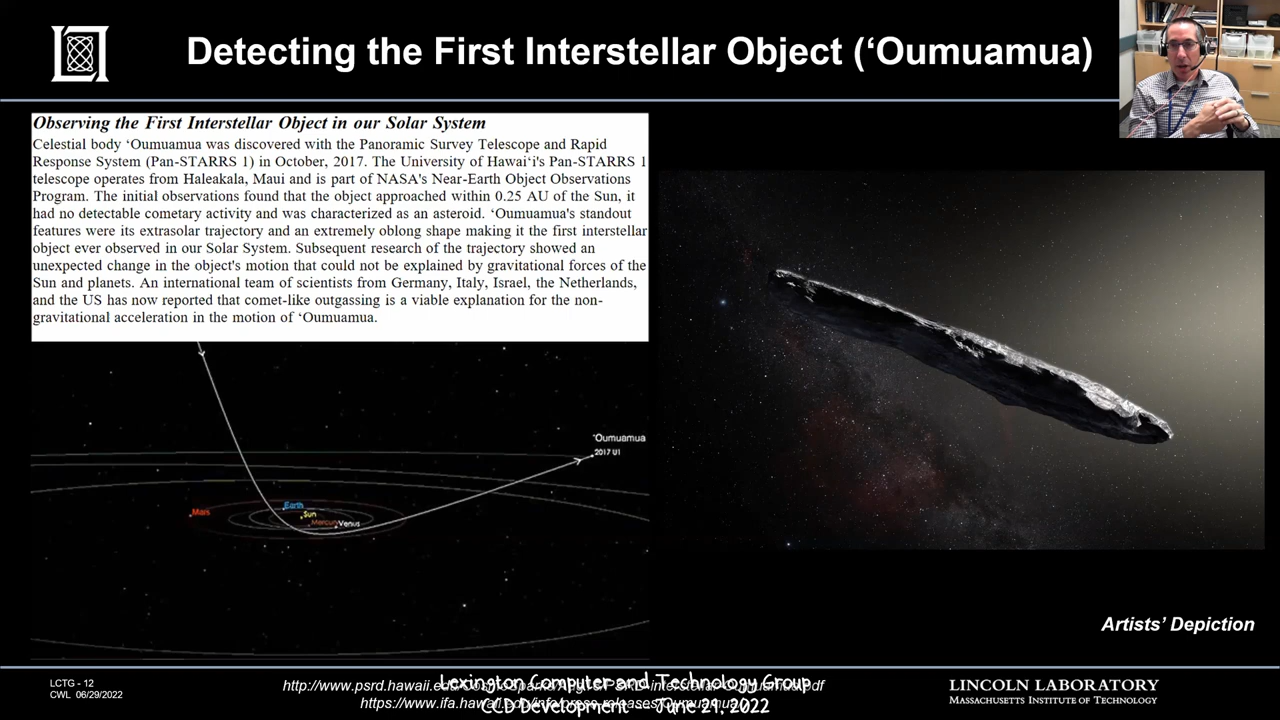 Detecting the First Interstellar Object (‘Oumuamua)
Observing the First Interstellar Object in our Solar System
Celestial body ‘Oumuamua was discovered with the Panoramic Survey Telescope and Rapid
Response System (Pan-STARRS 1) in October, 2017. The University of Hawai‘i's Pan-STARRS 1
telescope operates from Haleakala, Maui and is part of NASA's Near-Earth Object Observations
Program. The initial observations found that the object approached within 0.25 AU of the Sun, it
had no detectable cometary activity and was characterized as an asteroid. ‘Oumuamua's standout
features were its extrasolar trajectory and an extremely oblong shape making it the first interstellar
object ever observed in our Solar System. Subsequent research of the trajectory showed an
unexpected change in the object's motion that could not be explained by gravitational forces of the
Sun and planets. An international team of scientists from Germany, Italy, Israel, the Netherlands,
and the US has now reported that comet-like outgassing is a viable explanation for the non-
gravitational acceleration in the motion of ‘Oumuamua.
‘Oumuamua
2017 U1
Mars
Earth
Sun
Mercury
Venus
Artists’ Depiction
LCTG - 12
CWL 06/29/2022
Lexington Computer and Technology Group
CCD Development - June 29, 2022
LINCOLN LABORATORY
MASSACHUSETTS INSTITUTE OF TECHNOLOGY